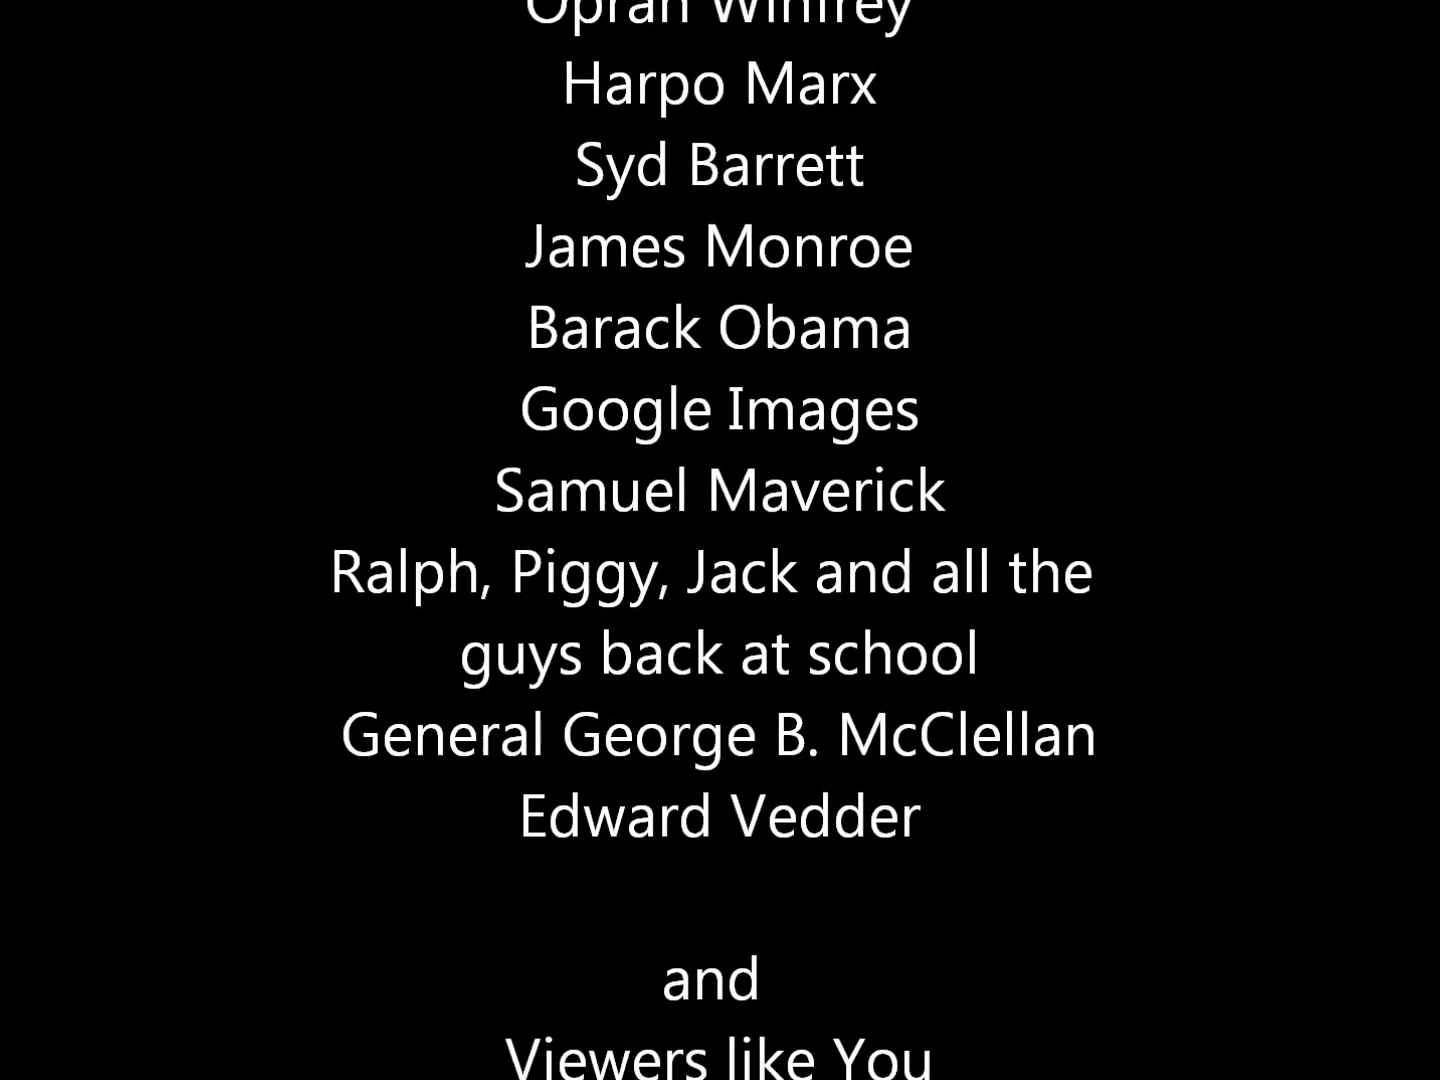 Oprah Winfrey
Harpo Marx
Syd Barrett
James Monroe
Barack Obama
Google Images
Samuel Maverick
Ralph, Piggy, Jack and all the
guys back at school
General George B. McClellan
Edward Vedder
and
Viewers like You